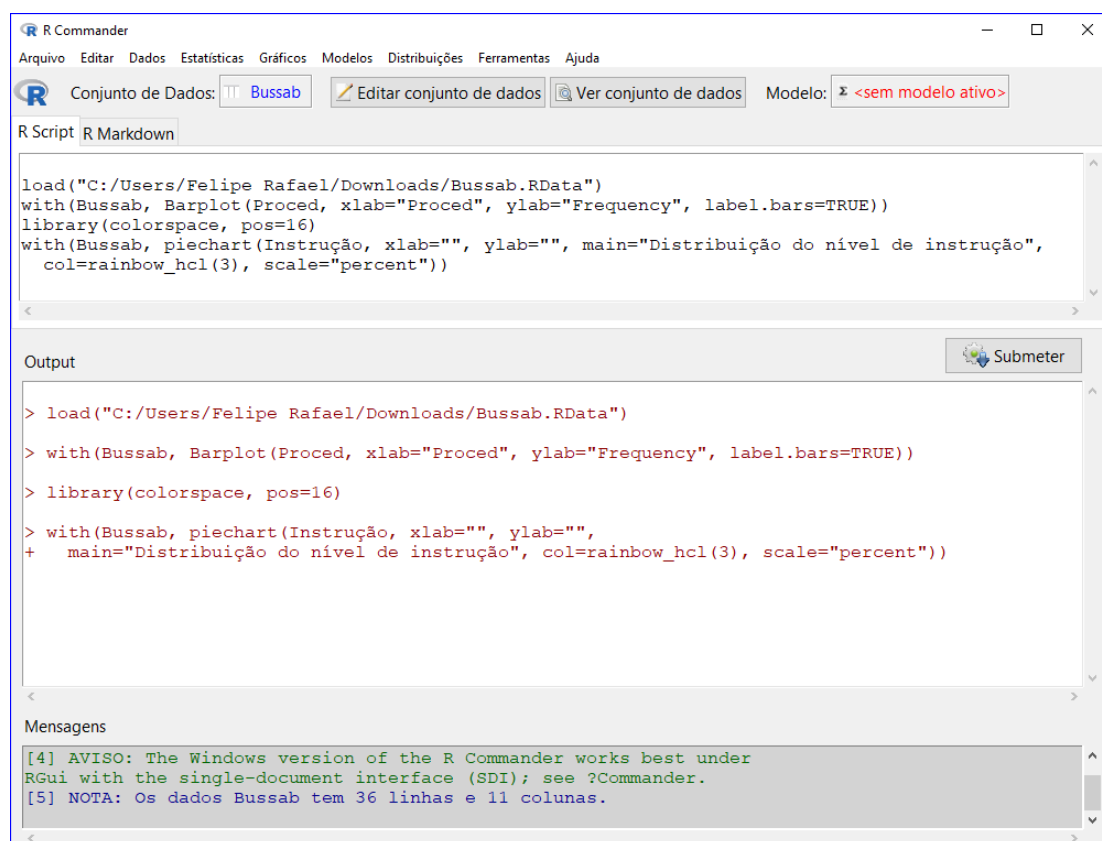 R Commander
Arquivo Editar Dados Estatísticas Gráficos Modelos Distribuições Ferramentas Ajuda
R Conjunto de Dados: Bussab Editar conjunto de dados Ver conjunto de dados Modelo: Σ <sem modelo ativo>
R Script R Markdown
load("C:/Users/Felipe Rafael/Downloads/Bussab.RData")
with(Bussab, Barplot(Proced, xlab="Proced", ylab="Frequency", label.bars=TRUE))
library(colorspace, pos=16)
with(Bussab, piechart(Instrução, xlab="", ylab="", main="Distribuição do nível de instrução",
  col=rainbow_hcl(3), scale="percent"))
Output
Submeter
> load("C:/Users/Felipe Rafael/Downloads/Bussab.RData")
> with(Bussab, Barplot(Proced, xlab="Proced", ylab="Frequency", label.bars=TRUE))
> library(colorspace, pos=16)
> with(Bussab, piechart(Instrução, xlab="", ylab="",
+   main="Distribuição do nível de instrução", col=rainbow_hcl(3), scale="percent"))
Mensagens
[4] AVISO: The Windows version of the R Commander works best under
RGui with the single-document interface (SDI); see ?Commander.
[5] NOTA: Os dados Bussab tem 36 linhas e 11 colunas.